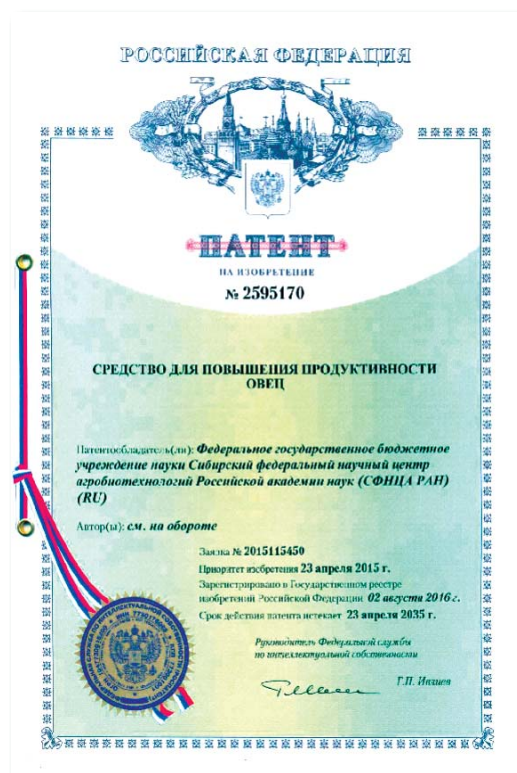 РОССИЙСКАЯ ФЕДЕРАЦИЯ
ПАТЕНТ
НА ИЗОБРЕТЕНИЕ
№ 2595170
СРЕДСТВО ДЛЯ ПОВЫШЕНИЯ ПРОДУКТИВНОСТИ
ОВЕЦ
Патентообладатель(ли): Федеральное государственное бюджетное
учреждение науки Сибирский федеральный научный центр
агробиотехнологий Российской академии наук (СФНЦА РАН)
(RU)
Автор(ы): см. на обороте
Заявка № 2015115450
Приоритет изобретения 23 апреля 2015 г.
Зарегистрировано в Государственном реестре
изобретений Российской Федерации 02 августа 2016 г.
Срок действия патента истекает 23 апреля 2035 г.
Руководитель Федеральной службы
по интеллектуальной собственности
Г.П. Ивлиев